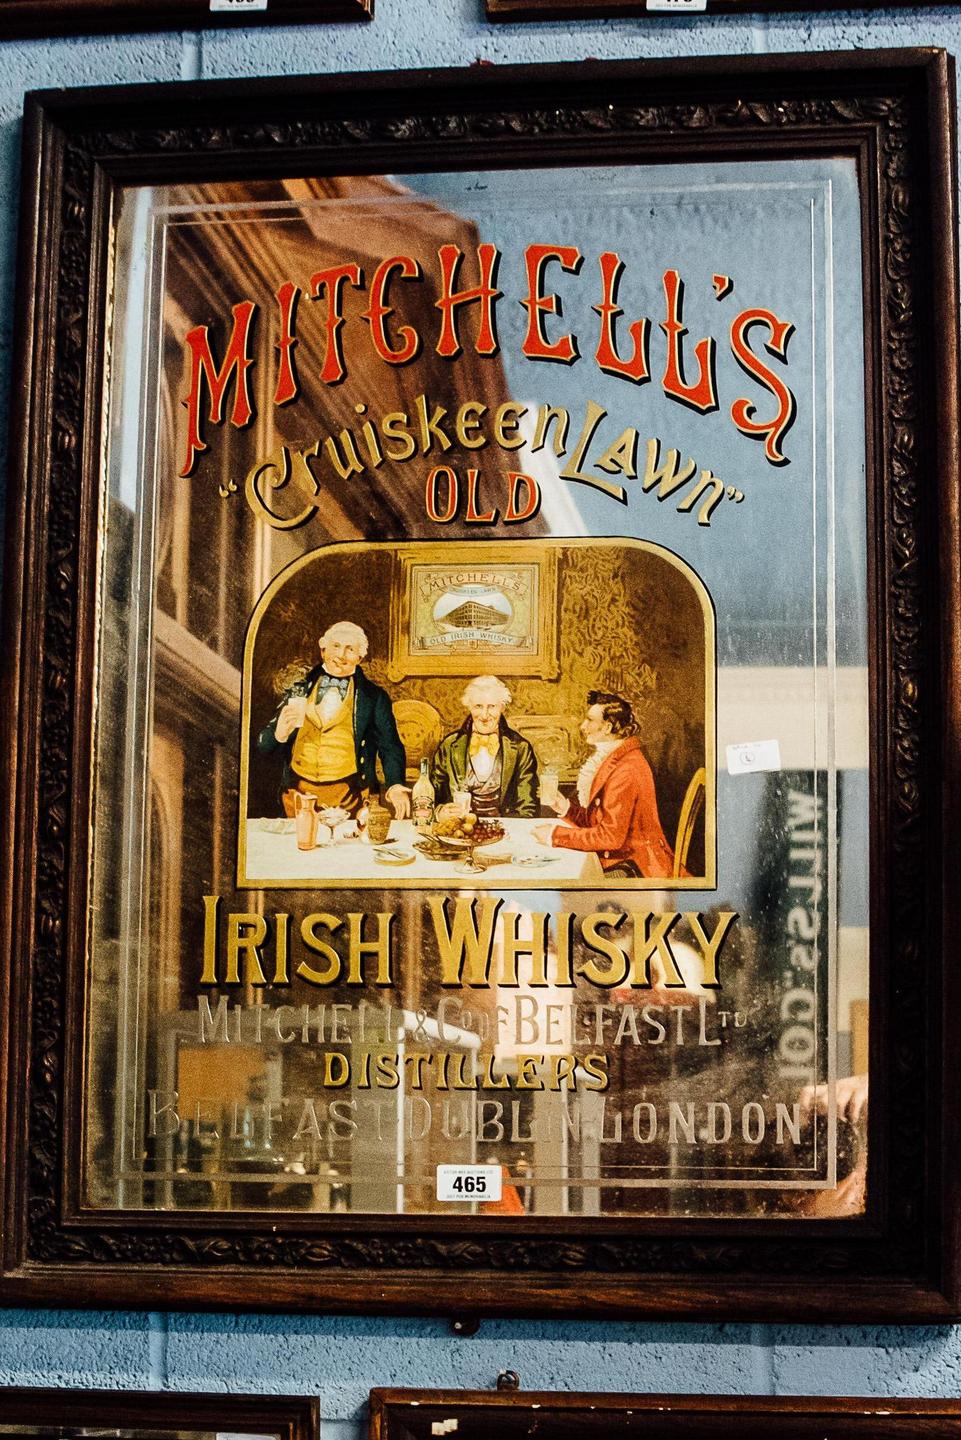 MITCHELL'S
"Cruiskeen Lawn"
OLD
MITCHELL'S
OLD IRISH WHISKY
IRISH WHISKY
MITCHELL & Co OF BELFAST LTD
DISTILLERS
BELFAST DUBLIN LONDON
465
WILLS'S